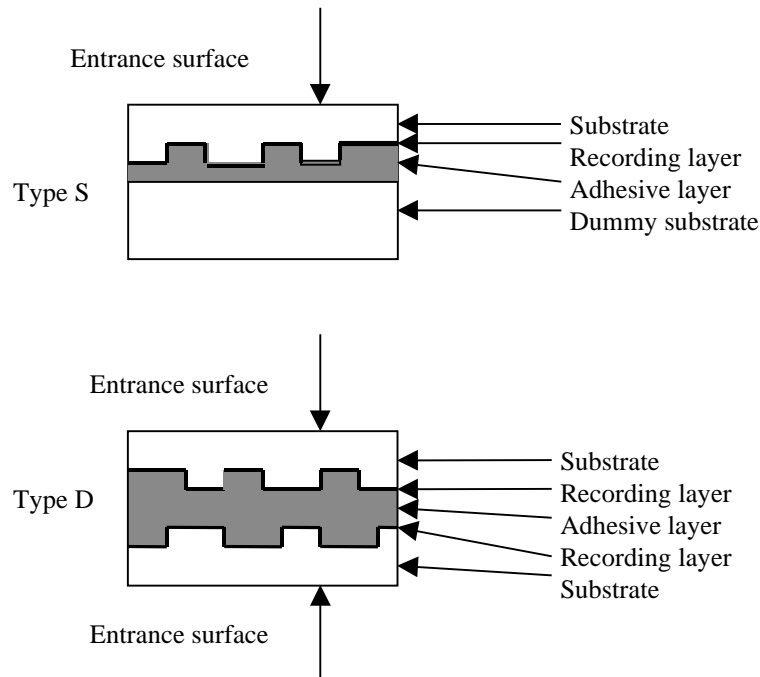 Entrance surface
Substrate
Recording layer
Type S
Adhesive layer
Dummy substrate
Entrance surface
Substrate
Type D
Recording layer
Adhesive layer
Recording layer
Substrate
Entrance surface